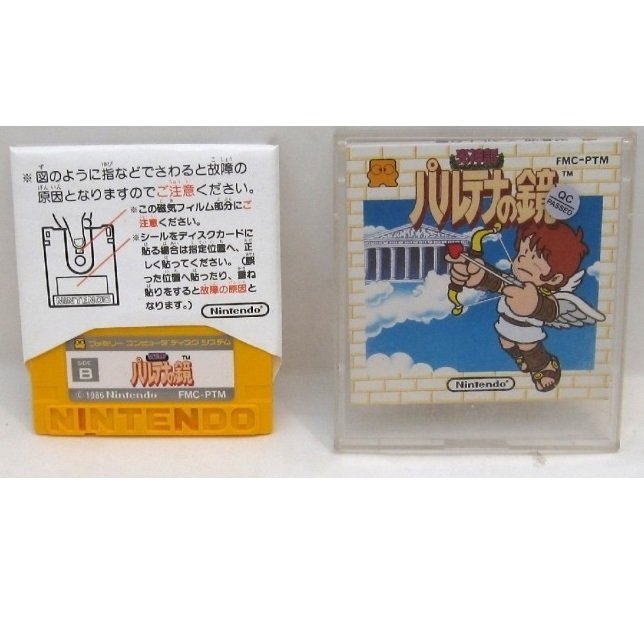 ※図のように指などでさわると故障の
原因となりますのでご注意ください。
※この磁気フィルム部分にご
注意ください。
※シールをディスクカードに
貼る場合は指定位置へ、正
しく貼ってください。(誤
った位置へ貼ったり、重ね
貼りをすると故障の原因と
なります。)
NINTENDO
Nintendo®
ファミリー コンピュータ ディスク システム
SIDE
B
パルテナの鏡™
© 1986 Nintendo FMC-PTM
NINTENDO
FMC-PTM
光神話
パルテナの鏡™
QC
PASSED
Nintendo®